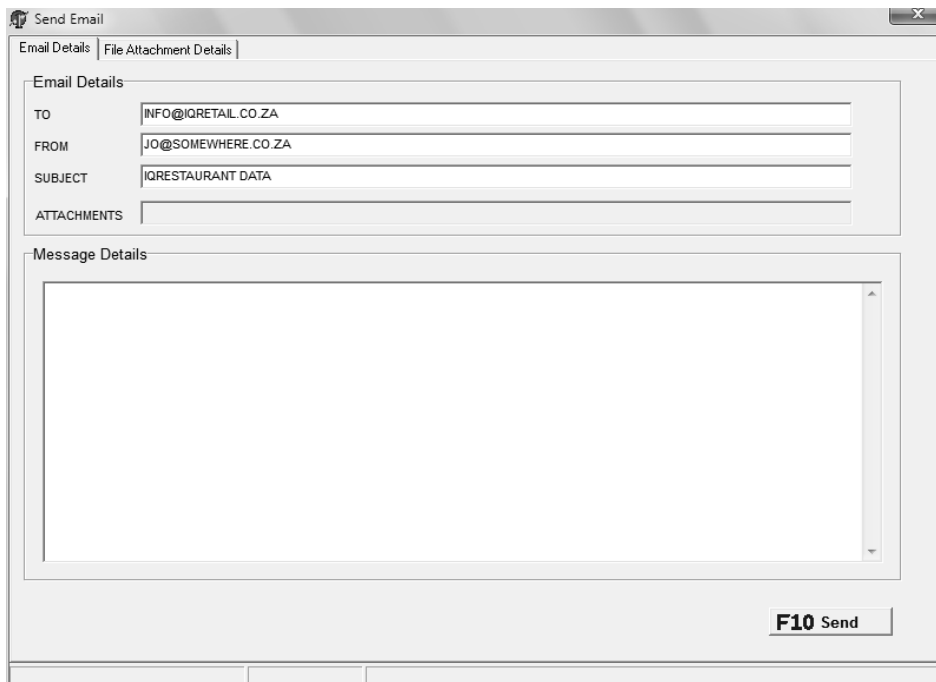 Send Email
x
Email Details File Attachment Details
Email Details
TO INFO@IQRETAIL.CO.ZA
FROM JO@SOMEWHERE.CO.ZA
SUBJECT IQRESTAURANT DATA
ATTACHMENTS
Message Details
F10 Send